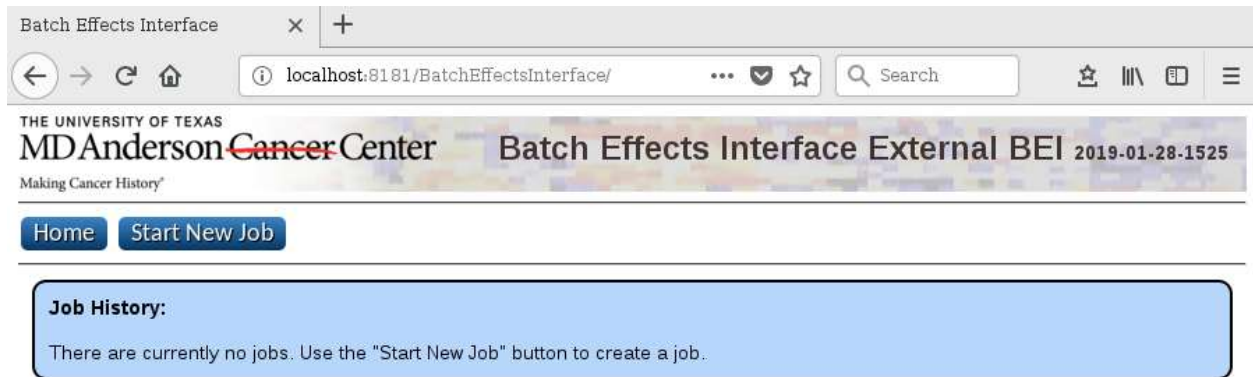 Batch Effects Interface
localhost:8181/BatchEffectsInterface/
Search
THE UNIVERSITY OF TEXAS
MD Anderson Cancer Center
Making Cancer History®
Batch Effects Interface External BEI 2019-01-28-1525
Home Start New Job
Job History:
There are currently no jobs. Use the "Start New Job" button to create a job.